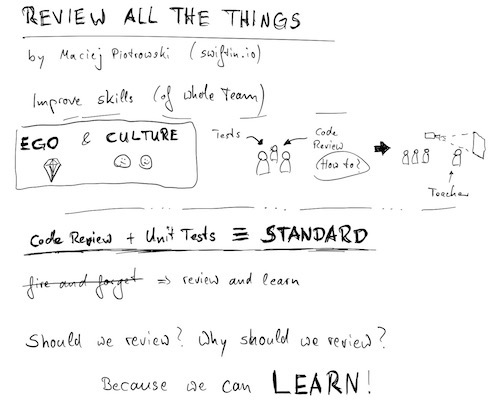 REVIEW ALL THE THINGS
by Maciej Piotrowski (swiftin.io)
Improve skills (of whole Team)
EGO & CULTURE
Tests
Code Review (How to?)
Teacher
Code Review + Unit Tests ≡ STANDARD
fire and forget => review and learn
Should we review? Why should we review?
Because we can LEARN!